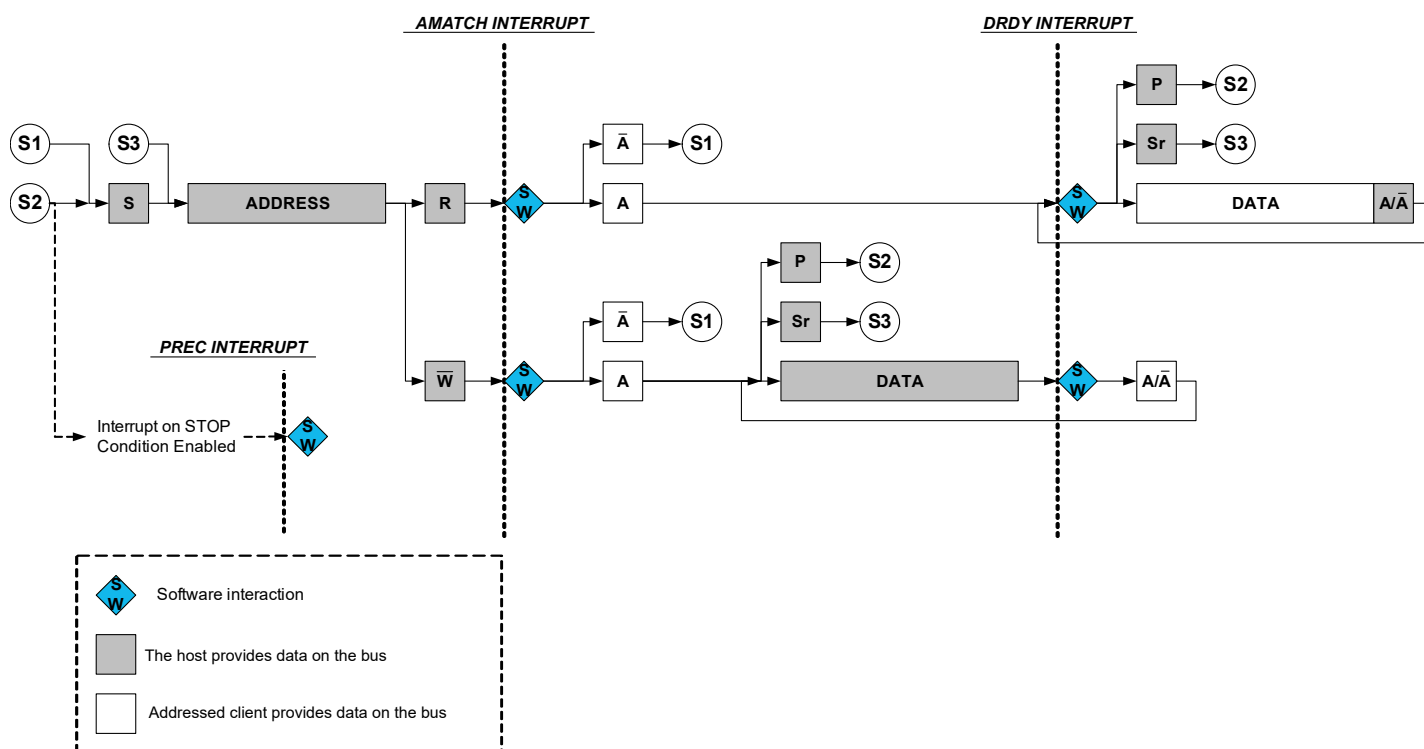 AMATCH INTERRUPT
DRDY INTERRUPT
P
S2
S1
S3
A̅
S1
Sr
S3
S2
S
ADDRESS
R
S
W
A
S
W
DATA
A/A̅
P
S2
A̅
S1
Sr
S3
PREC INTERRUPT
W̅
S
W
A
DATA
S
W
A/A̅
Interrupt on STOP
Condition Enabled
S
W
S
W
Software interaction
The host provides data on the bus
Addressed client provides data on the bus